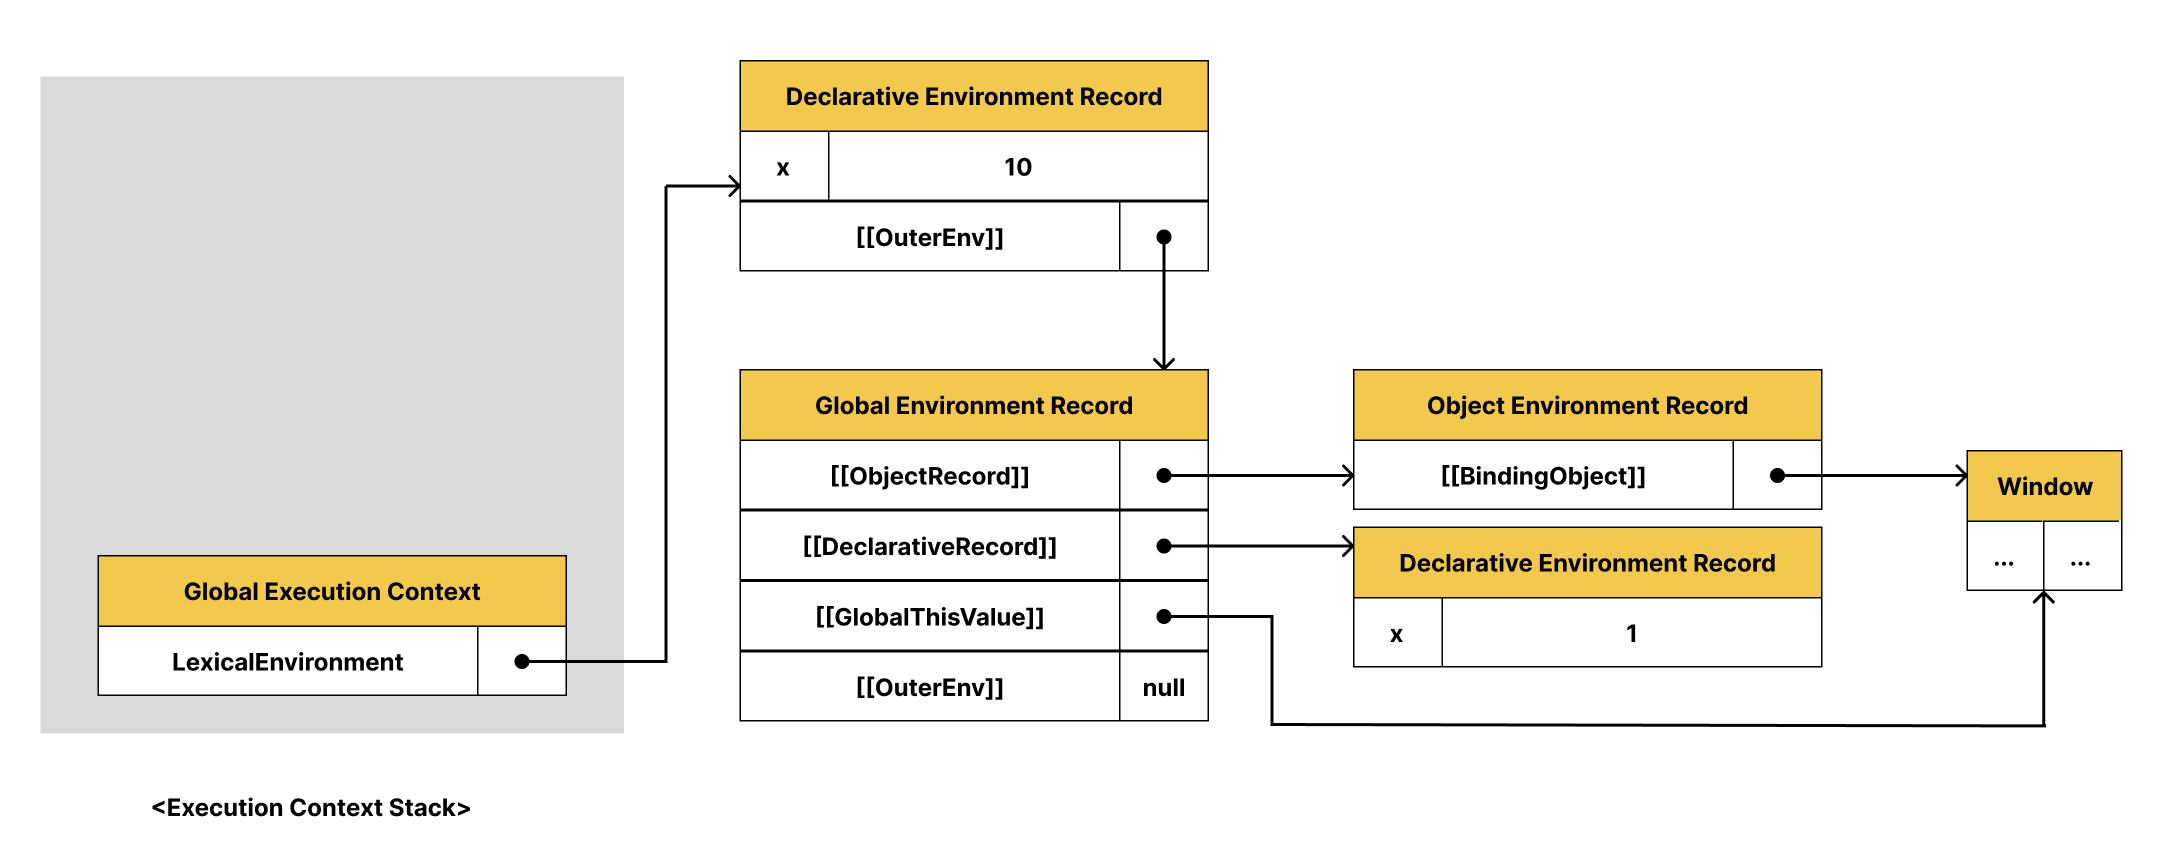 Declarative Environment Record
x
10
[[OuterEnv]]
Global Environment Record
[[ObjectRecord]]
[[DeclarativeRecord]]
[[GlobalThisValue]]
[[OuterEnv]]
null
Object Environment Record
[[BindingObject]]
Declarative Environment Record
x
1
Window
...
...
Global Execution Context
LexicalEnvironment
<Execution Context Stack>